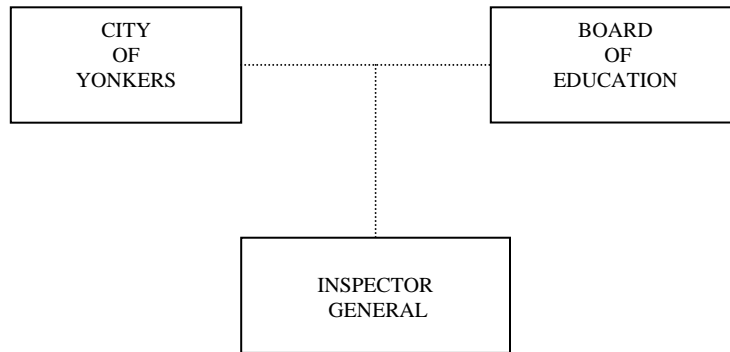 CITY
OF
YONKERS
BOARD
OF
EDUCATION
INSPECTOR
GENERAL